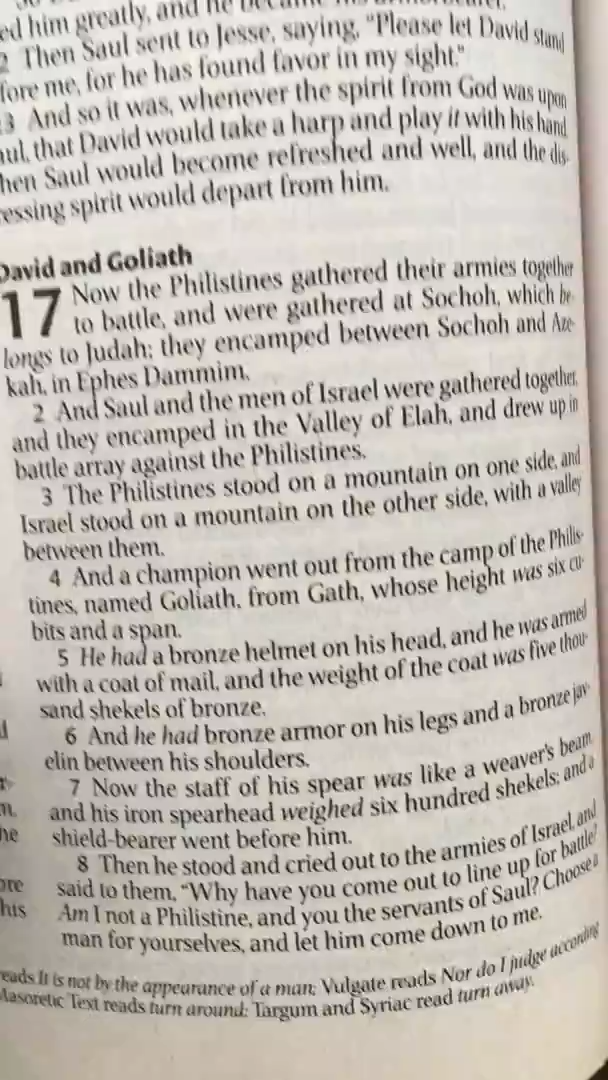 ed him greatly, and he became his armorbearer.
2 Then Saul sent to Jesse, saying, "Please let David stand
fore me, for he has found favor in my sight."
3 And so it was, whenever the spirit from God was upon
aul, that David would take a harp and play it with his hand.
hen Saul would become refreshed and well, and the dis-
ressing spirit would depart from him.
David and Goliath
17 Now the Philistines gathered their armies together
to battle, and were gathered at Sochoh, which be-
longs to Judah; they encamped between Sochoh and Aze-
kah, in Ephes Dammim.
2 And Saul and the men of Israel were gathered together,
and they encamped in the Valley of Elah, and drew up in
battle array against the Philistines.
3 The Philistines stood on a mountain on one side, and
Israel stood on a mountain on the other side, with a valley
between them.
4 And a champion went out from the camp of the Philis-
tines, named Goliath, from Gath, whose height was six cu-
bits and a span.
5 He had a bronze helmet on his head, and he was armed
with a coat of mail, and the weight of the coat was five thou-
sand shekels of bronze.
6 And he had bronze armor on his legs and a bronze jav-
elin between his shoulders.
7 Now the staff of his spear was like a weaver's beam,
and his iron spearhead weighed six hundred shekels; and a
shield-bearer went before him.
8 Then he stood and cried out to the armies of Israel, and
said to them, "Why have you come out to line up for battle?
Am I not a Philistine, and you the servants of Saul? Choose a
man for yourselves, and let him come down to me.
reads It is not by the appearance of a man; Vulgate reads Nor do I judge according
Masoretic Text reads turn around; Targum and Syriac read turn away.